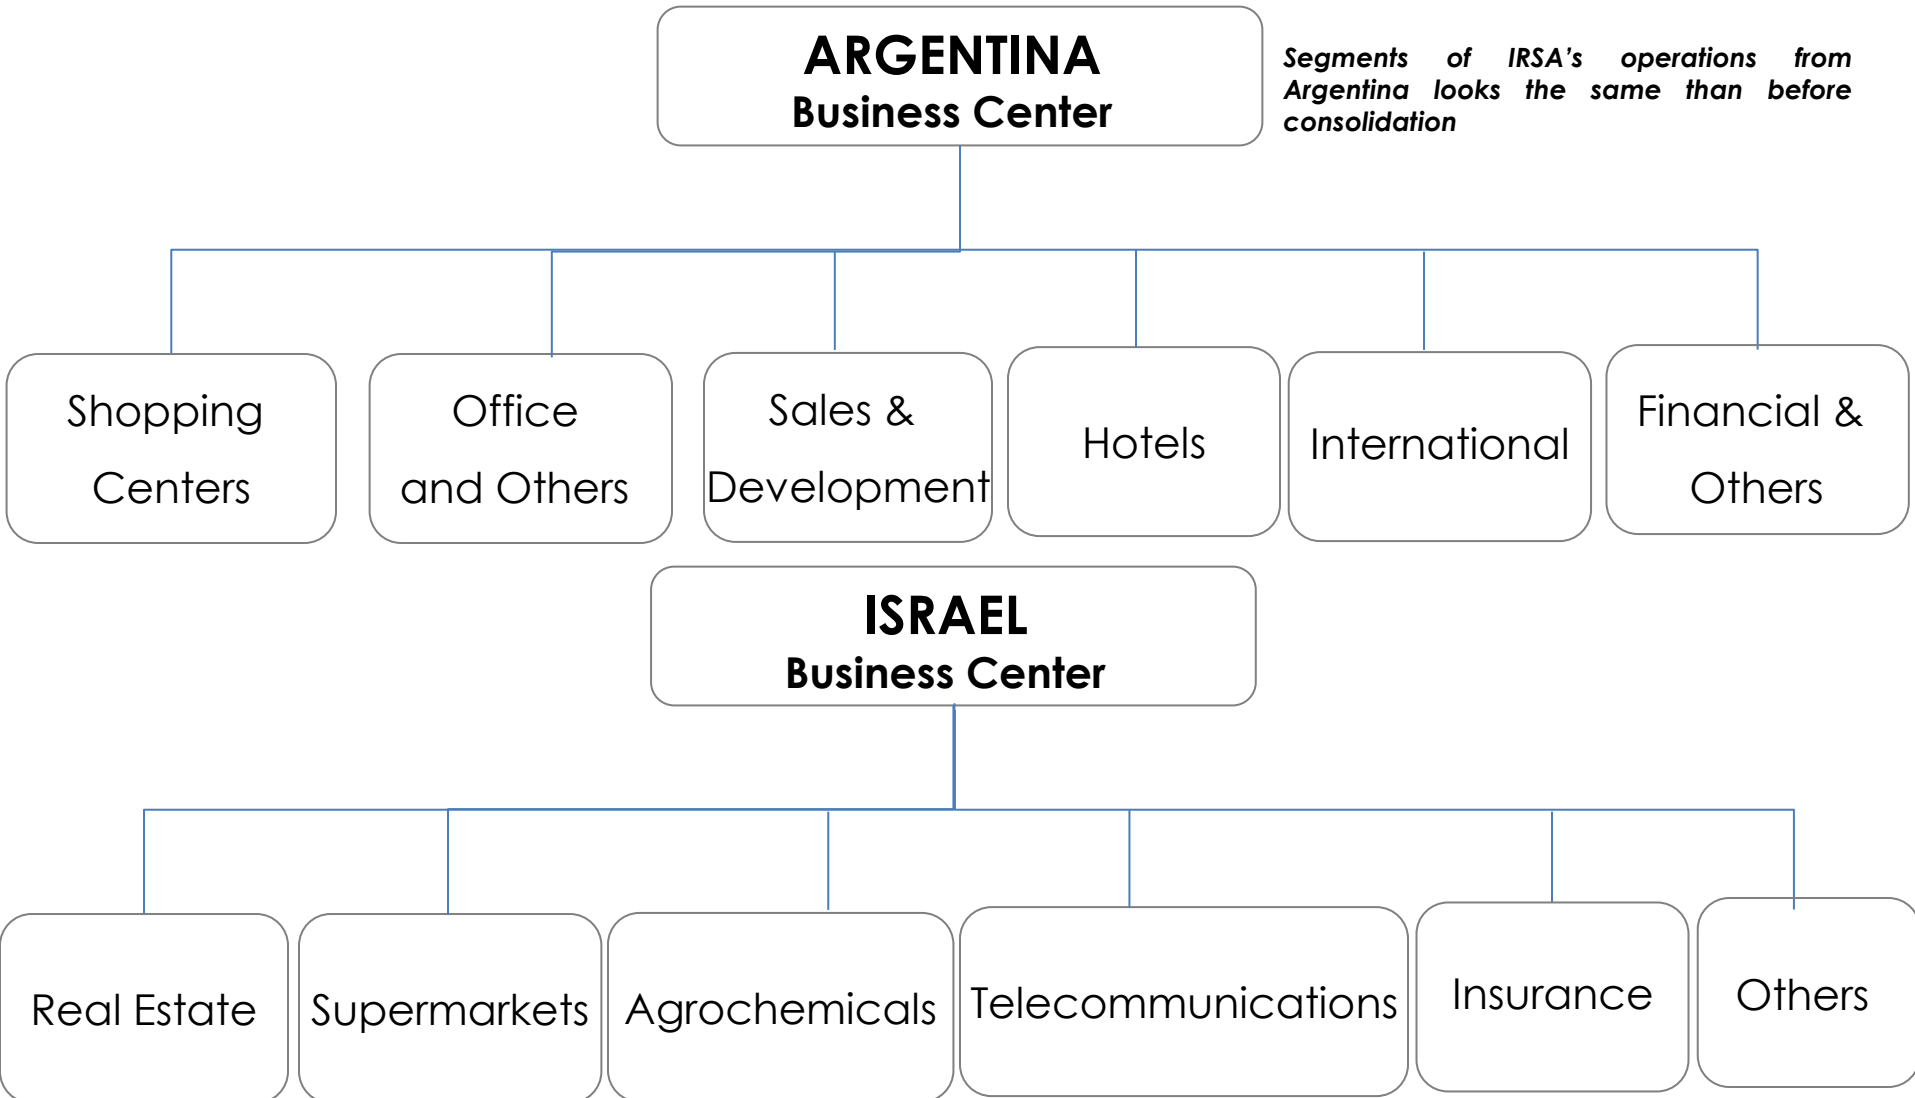 ARGENTINA
Business Center
Segments of IRSA's operations from
Argentina looks the same than before
consolidation
Shopping
Centers
Office
and Others
Sales &
Development
Hotels
International
Financial &
Others
ISRAEL
Business Center
Real Estate
Supermarkets
Agrochemicals
Telecommunications
Insurance
Others